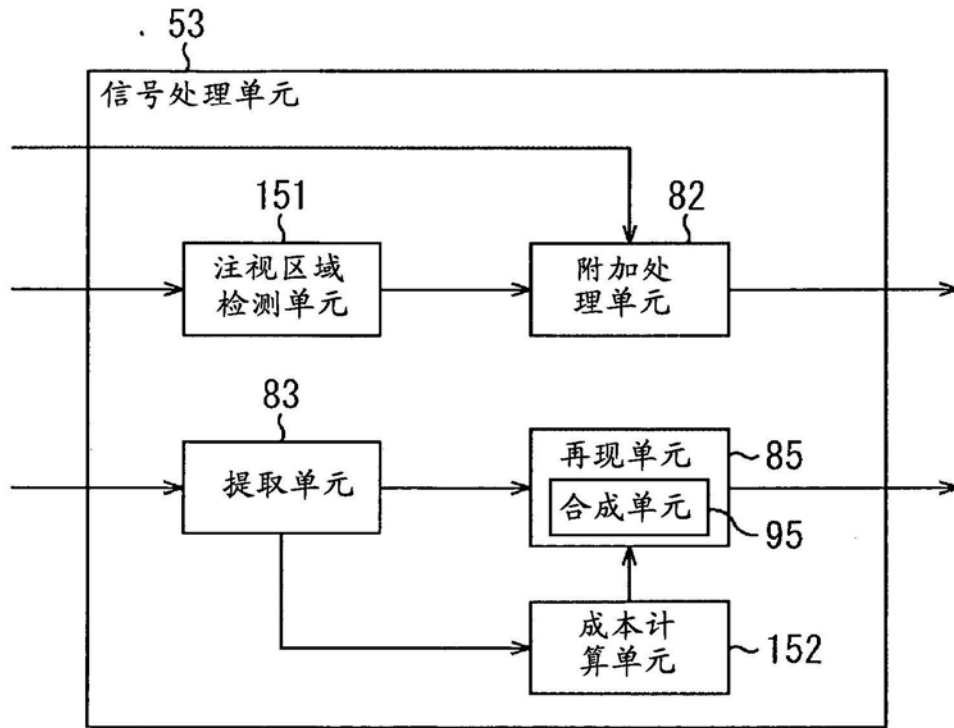 53
信号处理单元
151
82
注视区域
检测单元
附加处
理单元
83
提取单元
再现单元
85
合成单元
95
成本计
算单元
152